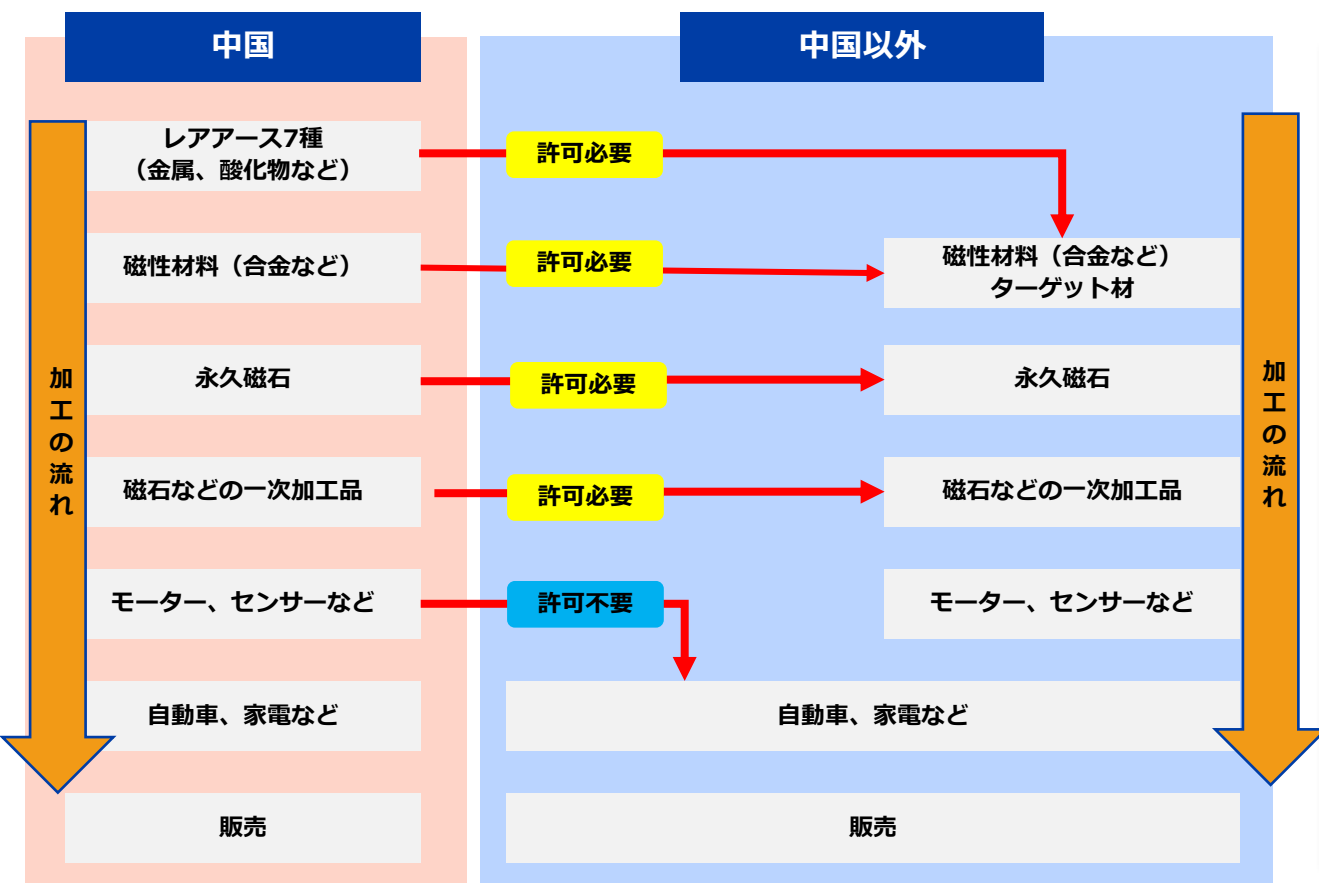 中国
中国以外
レアアース7種
（金属、酸化物など）
許可必要
磁性材料（合金など）
許可必要
磁性材料（合金など）
ターゲット材
永久磁石
許可必要
永久磁石
磁石などの一次加工品
許可必要
磁石などの一次加工品
モーター、センサーなど
許可不要
モーター、センサーなど
自動車、家電など
自動車、家電など
販売
販売
加工の流れ
加工の流れ